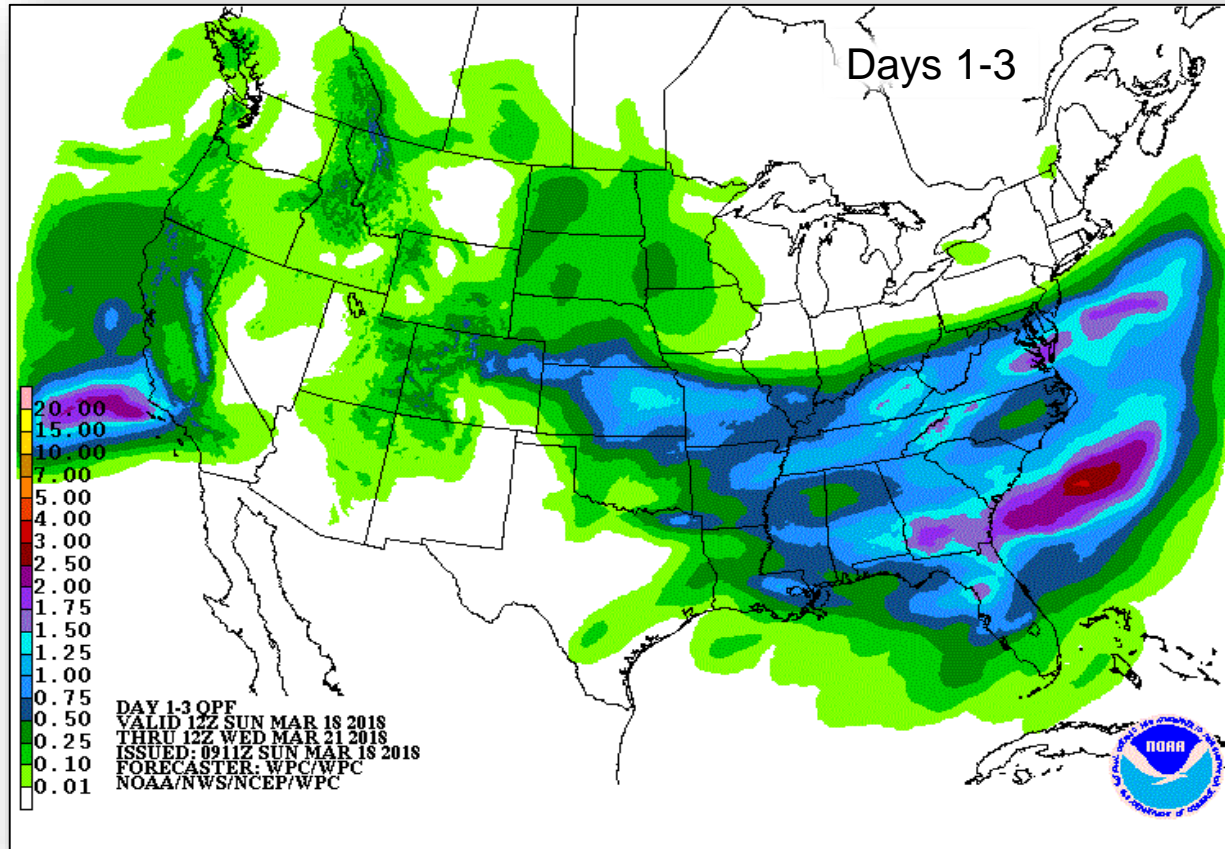 Days 1-3
20.00
15.00
10.00
7.00
5.00
4.00
3.00
2.50
2.00
1.75
1.50
1.25
1.00
0.75
0.50
0.25
0.10
0.01
DAY 1-3 QPF
VALID 12Z SUN MAR 18 2018
THRU 12Z WED MAR 21 2018
ISSUED: 0911Z SUN MAR 18 2018
FORECASTER: WPC/WPC
NOAA/NWS/NCEP/WPC
NOAA